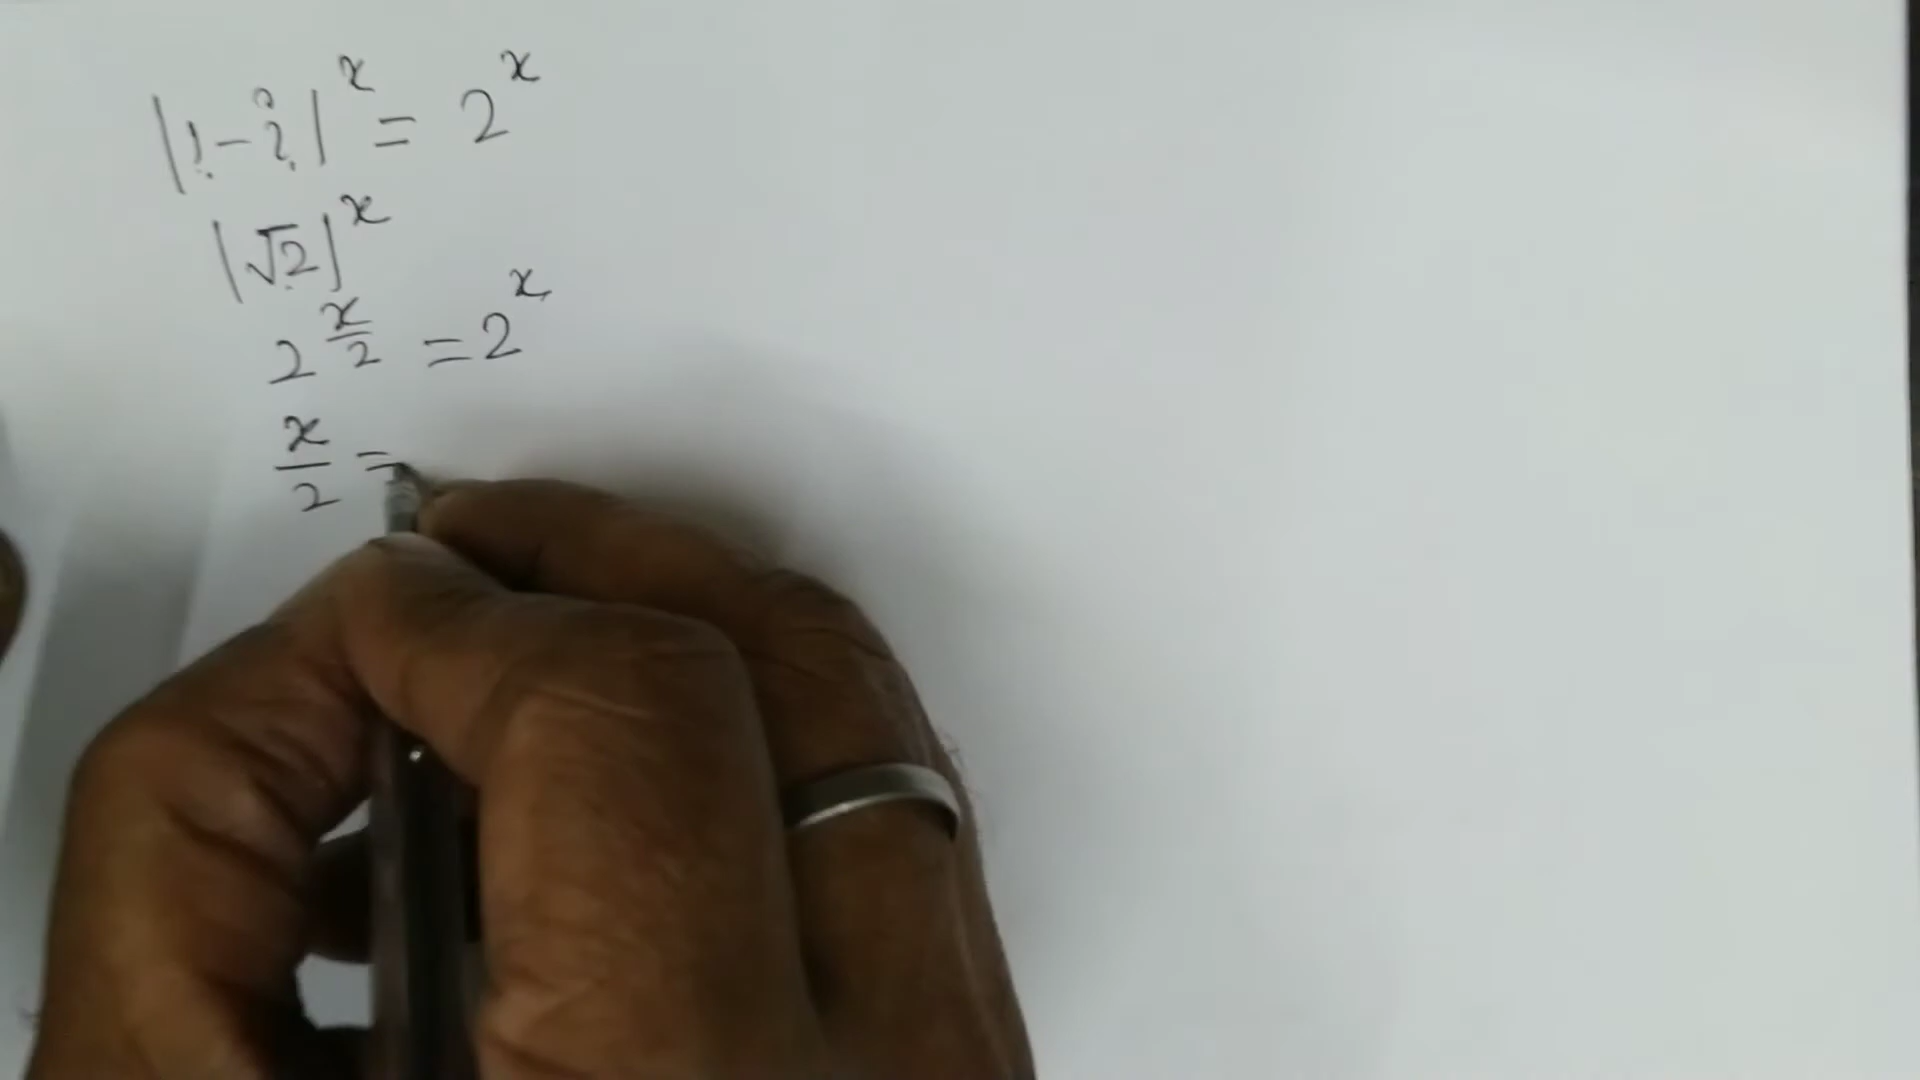 |1-i|^x = 2^x
|√2|^x
2^{x/2} = 2^x
x/2 =